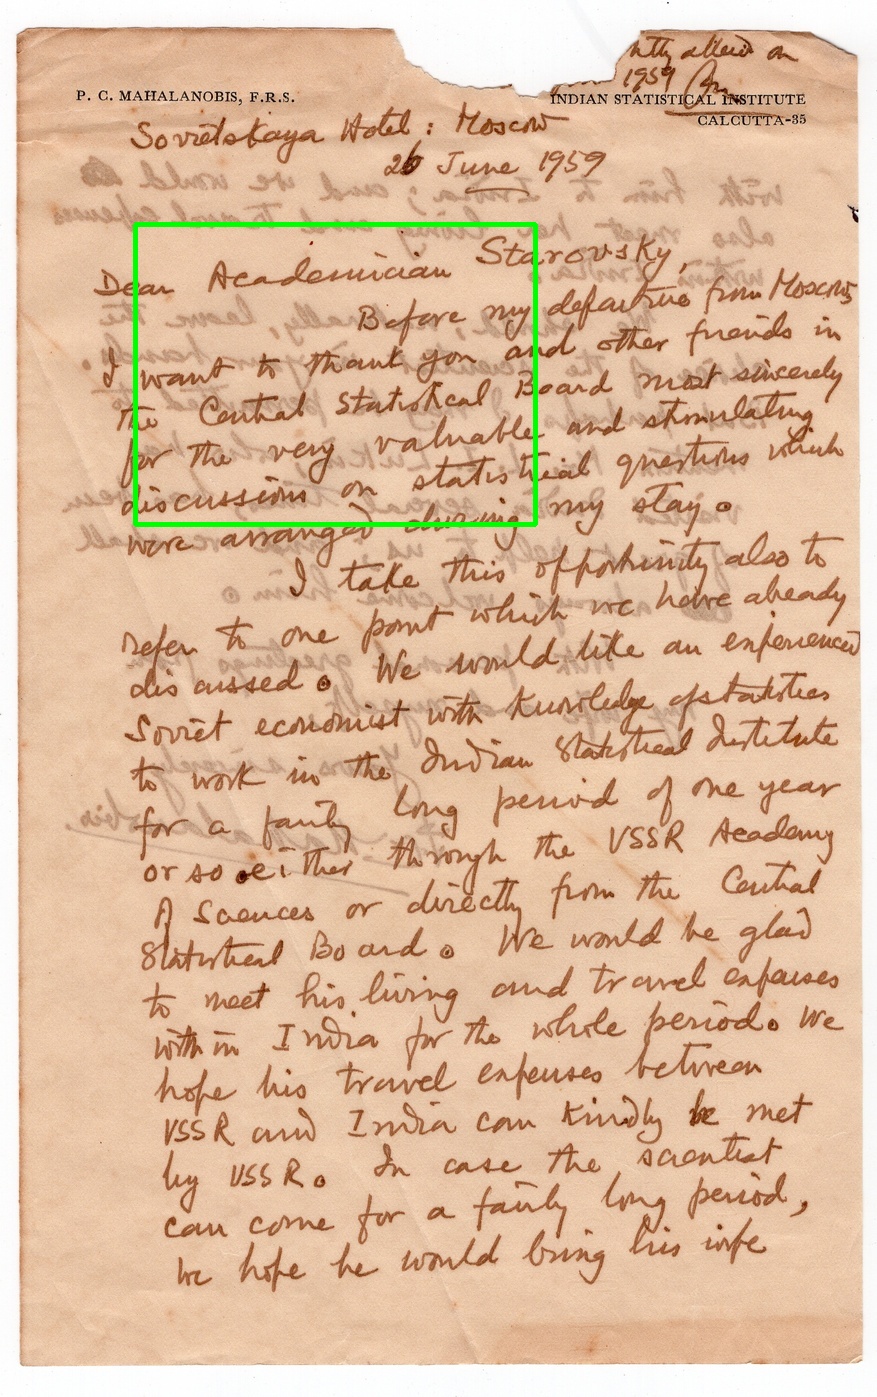 ntly allend on
1959
P. C. MAHALANOBIS, F.R.S.
INDIAN STATISTICAL INSTITUTE
CALCUTTA-35
Sovietskaya Hotel : Moscow
26 June 1959
Dear Academician Starovsky,
Before my departure from Moscow
I want to thank you and other friends in
the Central Statistical Board most sincerely
for the very valuable and stimulating
discussions on statistical questions which
were arranged during my stay.
I take this opportunity also to
refer to one point which we have already
discussed. We would like an experienced
Soviet economist with knowledge of statistics
to work in the Indian Statistical Institute
for a fairly long period of one year
or so either through the USSR Academy
of Sciences or directly from the Central
Statistical Board. We would be glad
to meet his living and travel expenses
within India for the whole period. We
hope his travel expenses between
USSR and India can kindly be met
by USSR. In case the scientist
can come for a fairly long period,
we hope he would bring his wife